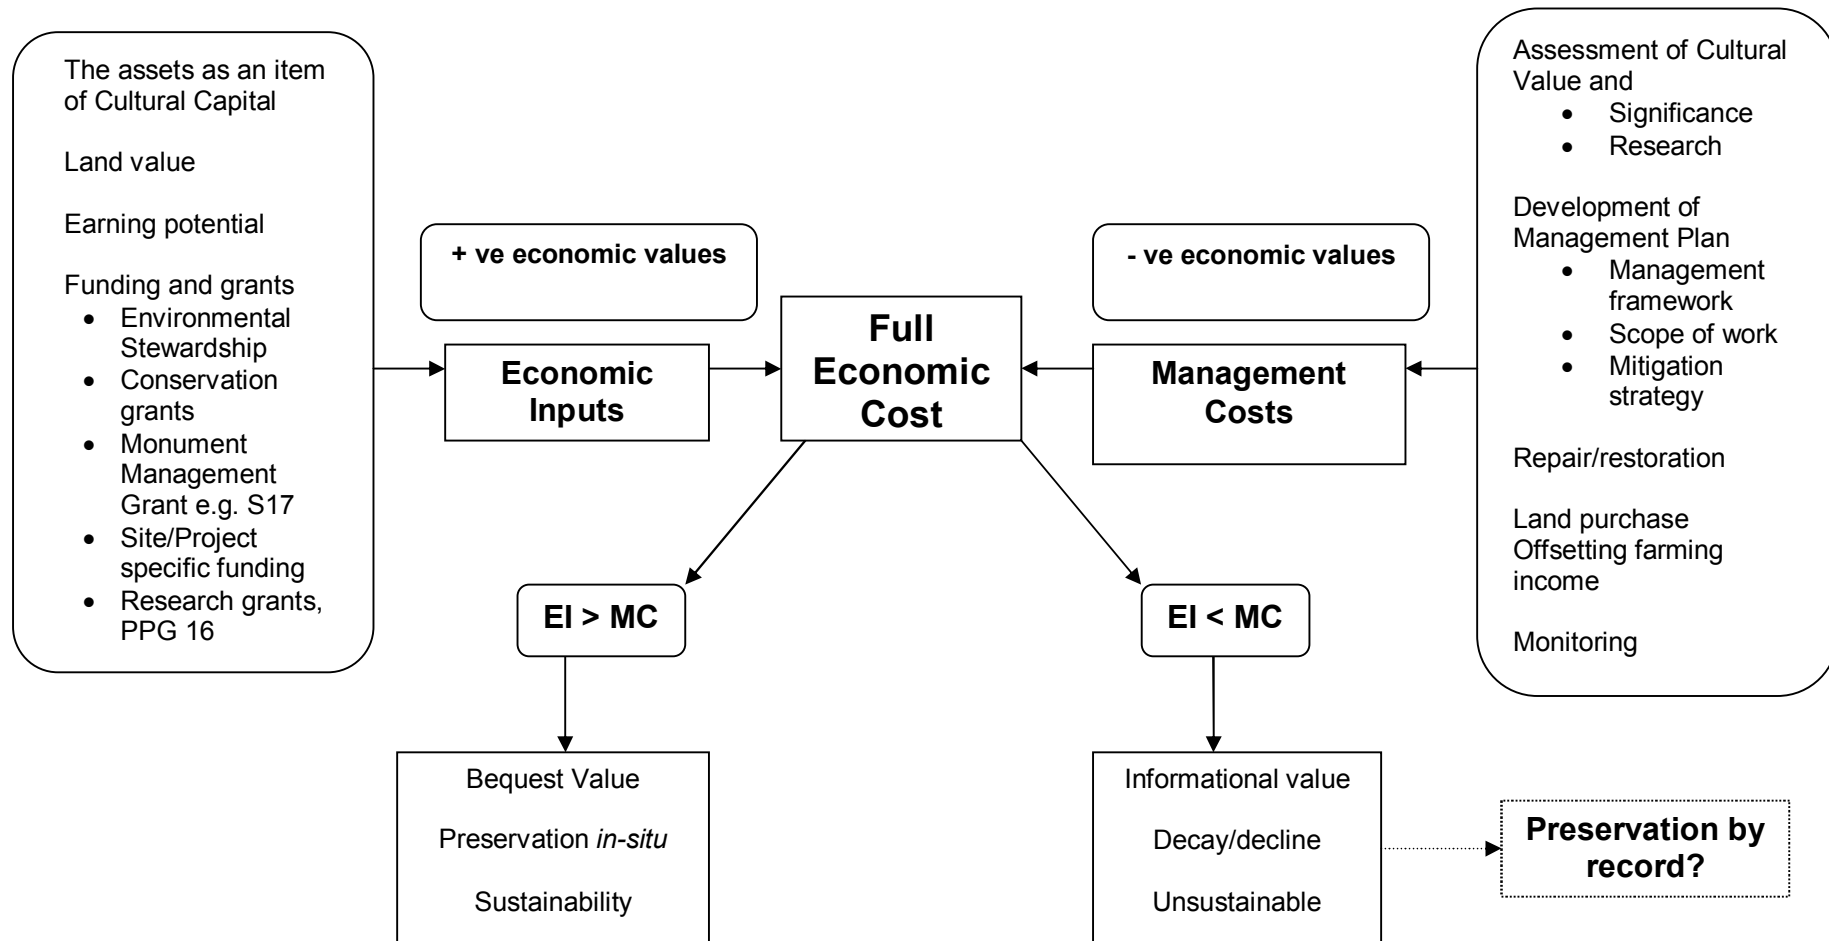 The assets as an item
of Cultural Capital
Land value
Earning potential
Funding and grants
• Environmental
Stewardship
• Conservation
grants
• Monument
Management
Grant e.g. S17
• Site/Project
specific funding
• Research grants,
PPG 16
+ ve economic values
Economic
Inputs
Full
Economic
Cost
- ve economic values
Management
Costs
Assessment of Cultural
Value and
• Significance
• Research
Development of
Management Plan
• Management
framework
• Scope of work
• Mitigation
strategy
Repair/restoration
Land purchase
Offsetting farming
income
Monitoring
EI > MC
EI < MC
Bequest Value
Preservation in-situ
Sustainability
Informational value
Decay/decline
Unsustainable
Preservation by
record?